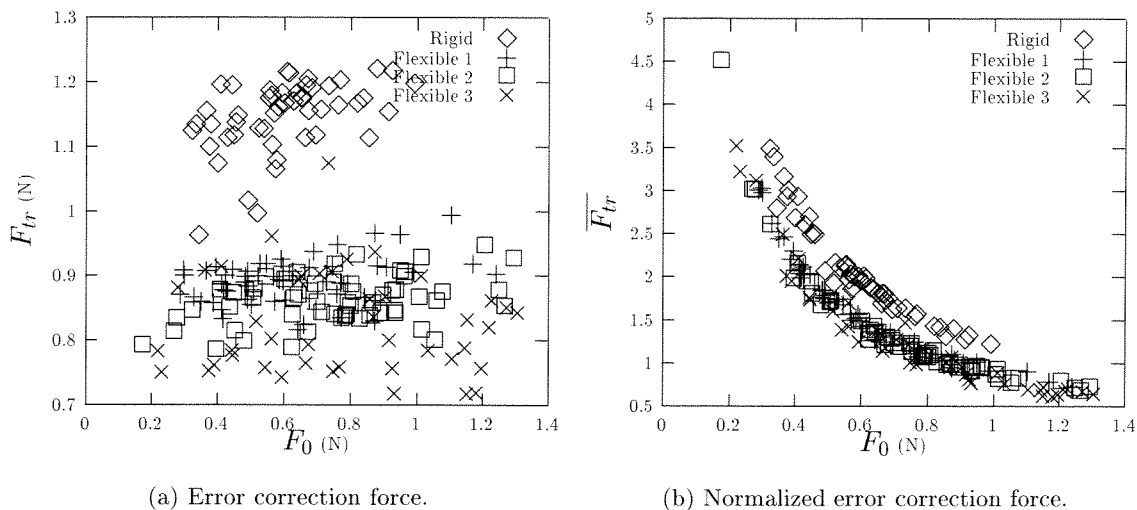 1.3
1.2
1.1
1
0.9
0.8
0.7
F_tr (N)
0 0.2 0.4 0.6 0.8 1 1.2 1.4
F_0 (N)
Rigid
Flexible 1
Flexible 2
Flexible 3
(a) Error correction force.
5
4.5
4
3.5
3
2.5
2
1.5
1
0.5
F_tr
0 0.2 0.4 0.6 0.8 1 1.2 1.4
F_0 (N)
Rigid
Flexible 1
Flexible 2
Flexible 3
(b) Normalized error correction force.